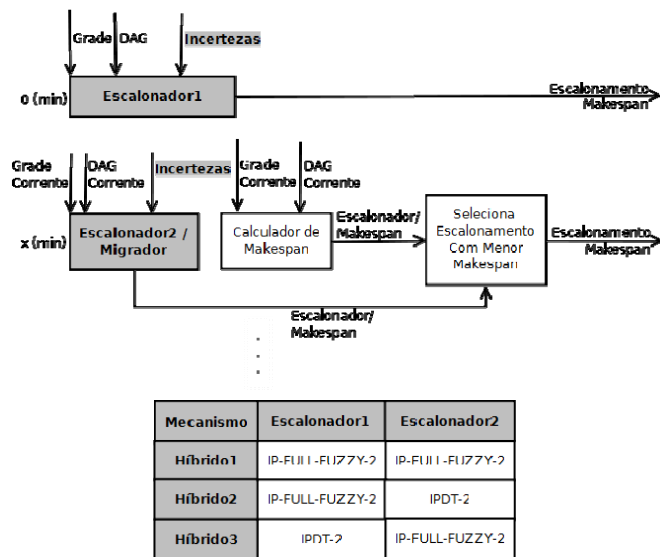 Grade DAG Incertezas
0 (min) Escalonador1 Escalonamento
Makespan
Grade
Corrente
DAG
Corrente
Incertezas
Grade
Corrente
DAG
Corrente
x (min)
Escalonador2 /
Migrador
Calculador de
Makespan
Escalonador/
Makespan
Seleciona
Escalonamento
Com Menor
Makespan
Escalonamento
Makespan
Escalonador/
Makespan
Mecanismo Escalonador1 Escalonador2
Híbrido1 IP-FULL-FUZZY-2 IP-FULL-FUZZY-2
Híbrido2 IP-FULL-FUZZY-2 IPDT-2
Híbrido3 IPDT-2 IP-FULL-FUZZY-2